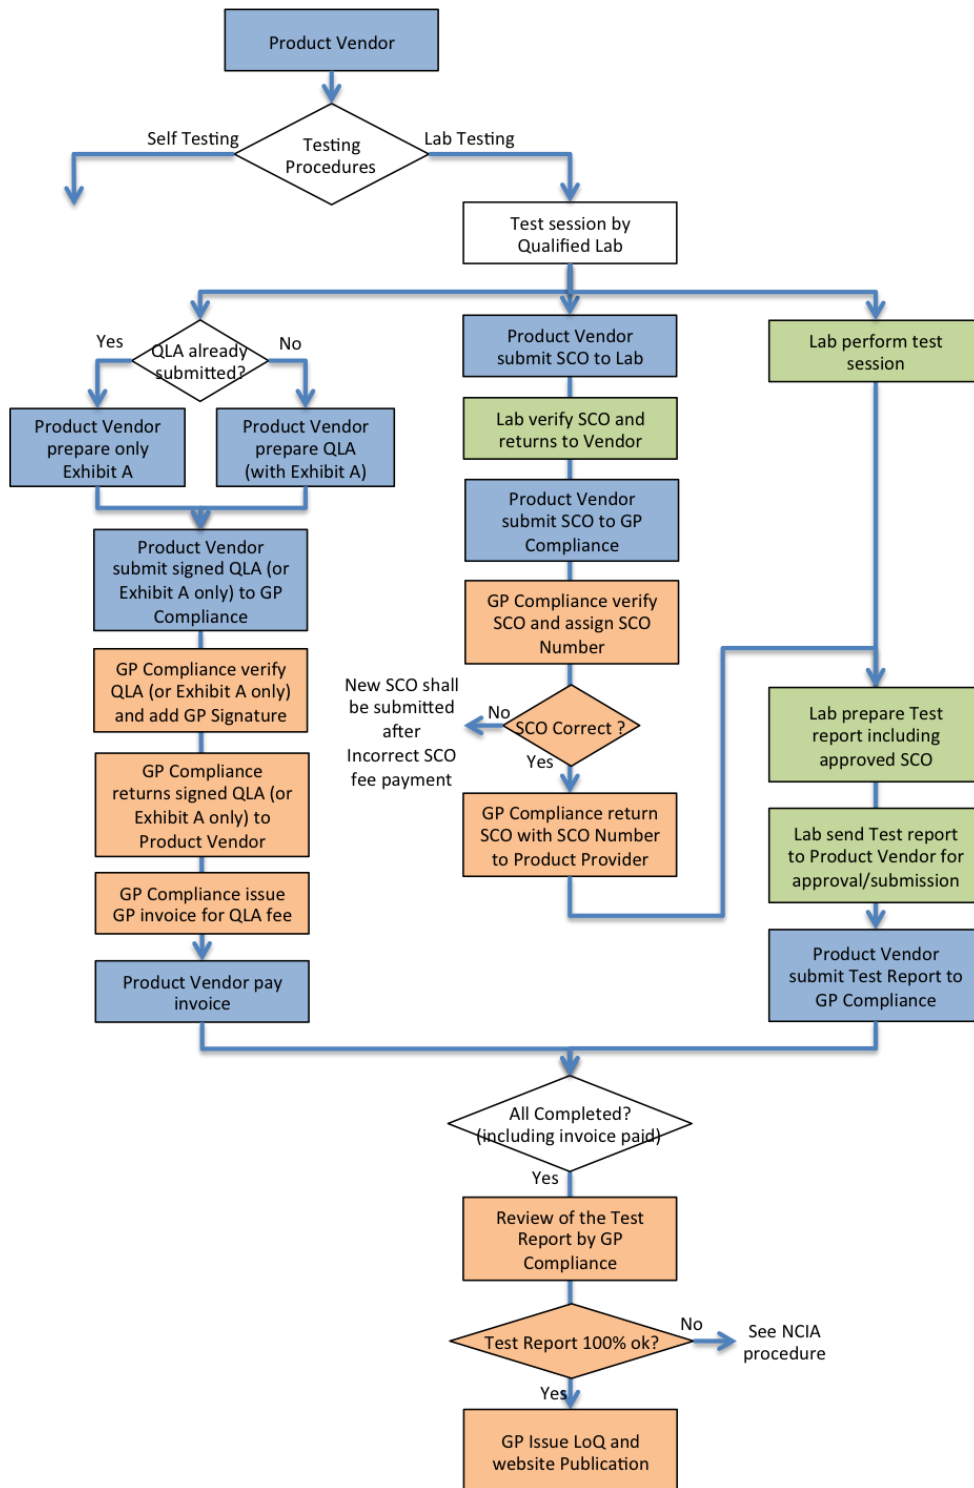 Product Vendor
Self Testing
Lab Testing
Testing
Procedures
Test session by
Qualified Lab
Yes
No
QLA already
submitted?
Product Vendor
prepare only
Exhibit A
Product Vendor
prepare QLA
(with Exhibit A)
Product Vendor
submit signed QLA (or
Exhibit A only) to GP
Compliance
GP Compliance verify
QLA (or Exhibit A only)
and add GP Signature
GP Compliance
returns signed QLA (or
Exhibit A only) to
Product Vendor
GP Compliance issue
GP invoice for QLA fee
Product Vendor pay
invoice
Product Vendor
submit SCO to Lab
Lab verify SCO and
returns to Vendor
Product Vendor
submit SCO to GP
Compliance
GP Compliance verify
SCO and assign SCO
Number
New SCO shall
be submitted
after
Incorrect SCO
fee payment
No
SCO Correct ?
Yes
GP Compliance return
SCO with SCO Number
to Product Provider
Lab perform test
session
Lab prepare Test
report including
approved SCO
Lab send Test report
to Product Vendor for
approval/submission
Product Vendor
submit Test Report to
GP Compliance
All Completed?
(including invoice paid)
Yes
Review of the Test
Report by GP
Compliance
Test Report 100% ok?
No
See NCIA
procedure
Yes
GP Issue LoQ and
website Publication